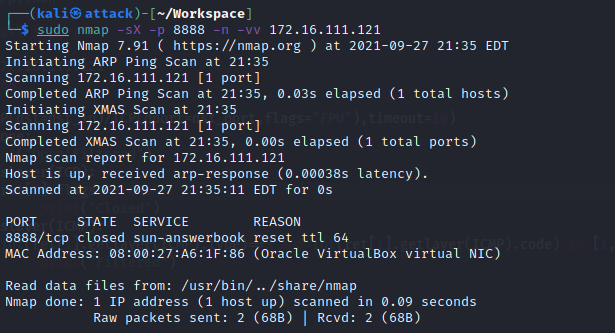 ┌──(kali㉿attack)-[~/Workspace]
└─$ sudo nmap -sX -p 8888 -n -vv 172.16.111.121
Starting Nmap 7.91 ( https://nmap.org ) at 2021-09-27 21:35 EDT
Initiating ARP Ping Scan at 21:35
Scanning 172.16.111.121 [1 port]
Completed ARP Ping Scan at 21:35, 0.03s elapsed (1 total hosts)
Initiating XMAS Scan at 21:35
Scanning 172.16.111.121 [1 port]
Completed XMAS Scan at 21:35, 0.00s elapsed (1 total ports)
Nmap scan report for 172.16.111.121
Host is up, received arp-response (0.00038s latency).
Scanned at 2021-09-27 21:35:11 EDT for 0s
PORT     STATE  SERVICE        REASON
8888/tcp closed sun-answerbook reset ttl 64
MAC Address: 08:00:27:A6:1F:86 (Oracle VirtualBox virtual NIC)
Read data files from: /usr/bin/../share/nmap
Nmap done: 1 IP address (1 host up) scanned in 0.09 seconds
           Raw packets sent: 2 (68B) | Rcvd: 2 (68B)